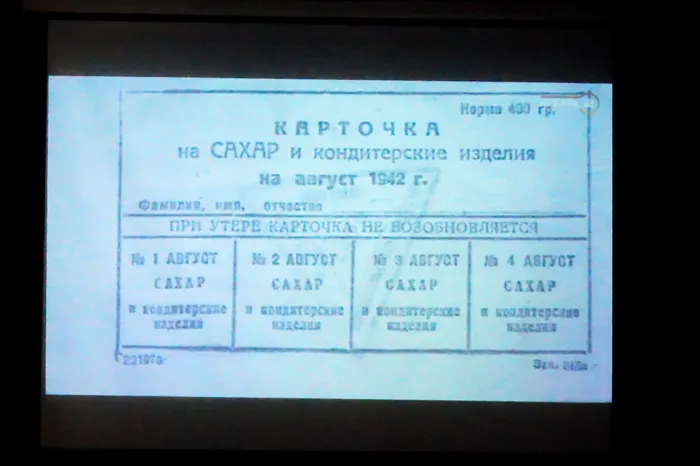 Норма 400 гр.
КАРТОЧКА
на САХАР и кондитерские изделия
на август 1942 г.
Фамилия, имя, отчество
ПРИ УТЕРЕ КАРТОЧКА НЕ ВОЗОБНОВЛЯЕТСЯ
№ 1 АВГУСТ
САХАР
и кондитерские
изделия
№ 2 АВГУСТ
САХАР
и кондитерские
изделия
№ 3 АВГУСТ
САХАР
и кондитерские
изделия
№ 4 АВГУСТ
САХАР
и кондитерские
изделия
Зак.